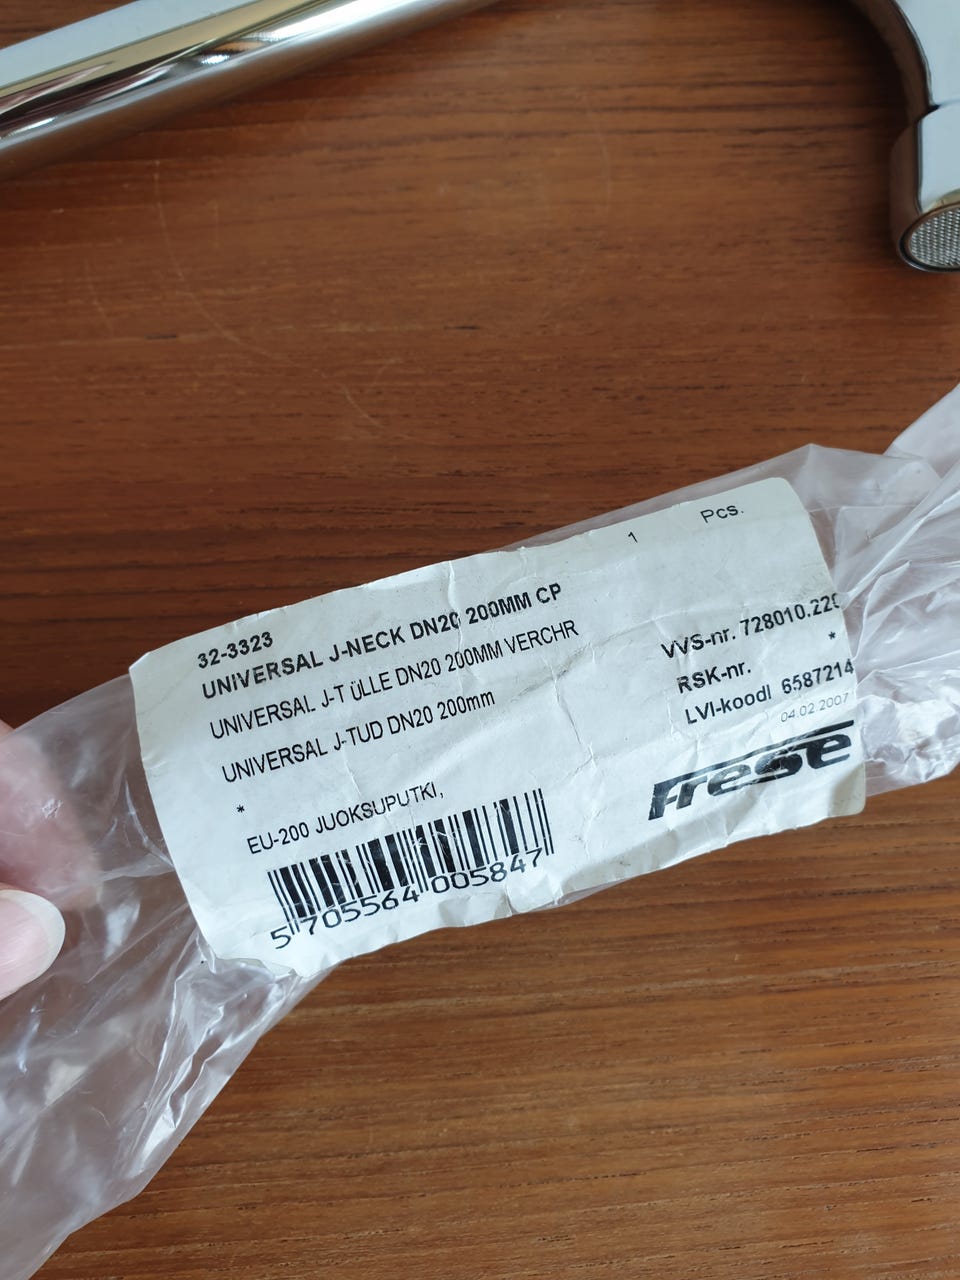 1 Pcs.
32-3323
UNIVERSAL J-NECK DN20 200MM CP
UNIVERSAL J-T ÜLLE DN20 200MM VERCHR
UNIVERSAL J-TUD DN20 200mm
*
EU-200 JUOKSUPUTKI,
5 705564 005847
VVS-nr. 728010.220
RSK-nr. *
LVI-koodI 6587214
04.02.2007
Frese